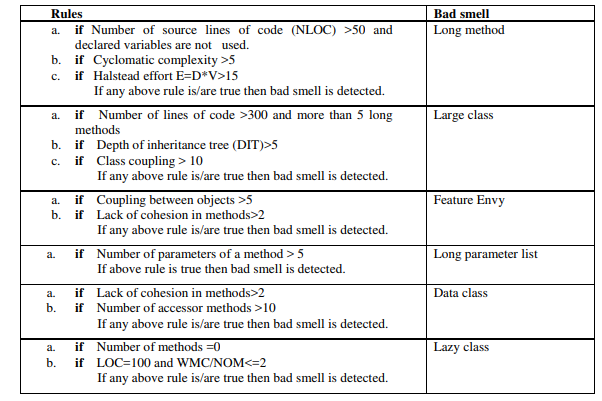 Rules Bad smell
a. if Number of source lines of code (NLOC) >50 and Long method
declared variables are not used.
b. if Cyclomatic complexity >5
c. if Halstead effort E=D*V>15
If any above rule is/are true then bad smell is detected.
a. if Number of lines of code >300 and more than 5 long Large class
methods
b. if Depth of inheritance tree (DIT)>5
c. if Class coupling > 10
If any above rule is/are true then bad smell is detected.
a. if Coupling between objects >5 Feature Envy
b. if Lack of cohesion in methods>2
If any above rule is/are true then bad smell is detected.
a. if Number of parameters of a method > 5 Long parameter list
If above rule is true then bad smell is detected.
a. if Lack of cohesion in methods>2 Data class
b. if Number of accessor methods >10
If any above rule is/are true then bad smell is detected.
a. if Number of methods =0 Lazy class
b. if LOC=100 and WMC/NOM<=2
If any above rule is/are true then bad smell is detected.